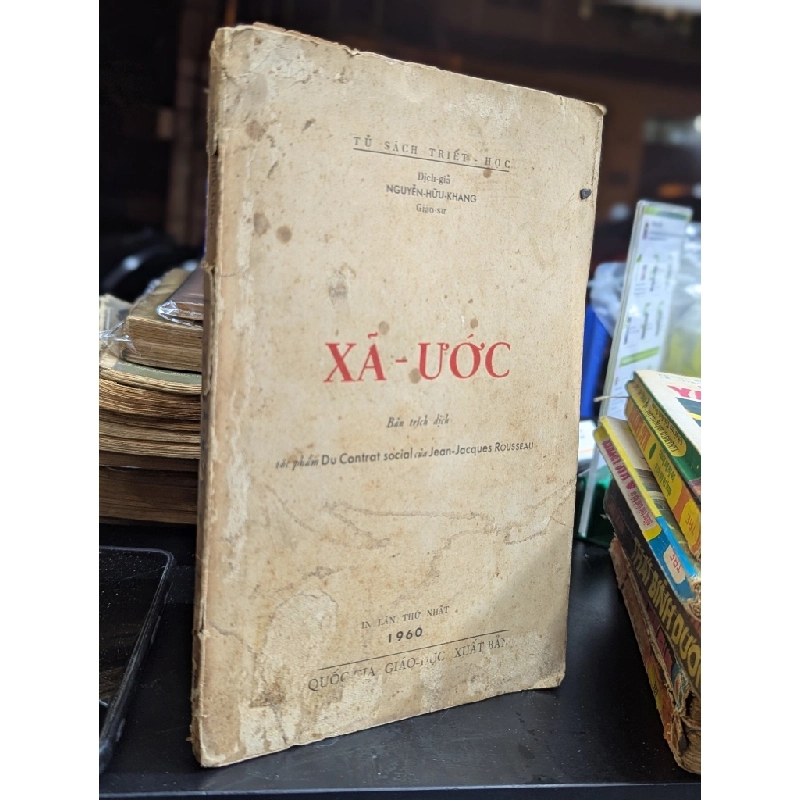 TỦ SÁCH TRIẾT-HỌC
Dịch-giả
NGUYỄN-HỮU-KHANG
Giáo-sư
XÃ-ƯỚC
Bản trích dịch
tác phẩm Du Contrat social của Jean-Jacques ROUSSEAU
IN LẦN THỨ NHẤT
1960
QUỐC GIA GIÁO-DỤC XUẤT BẢN